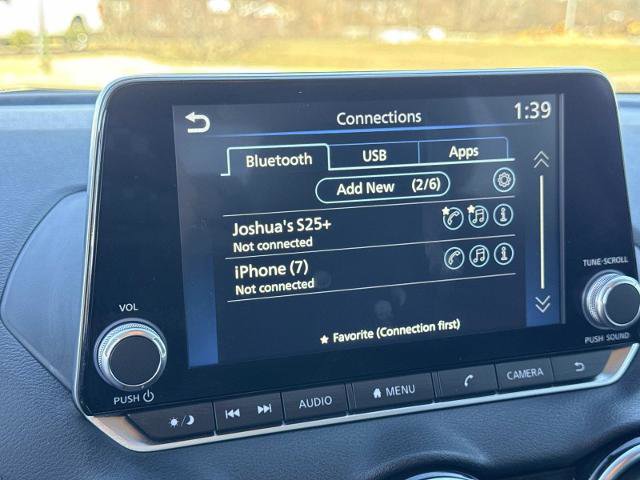 Connections
1:39
Bluetooth
USB
Apps
Add New (2/6)
Joshua's S25+
Not connected
iPhone (7)
Not connected
★ Favorite (Connection first)
VOL
PUSH
TUNE·SCROLL
PUSH SOUND
AUDIO
MENU
CAMERA